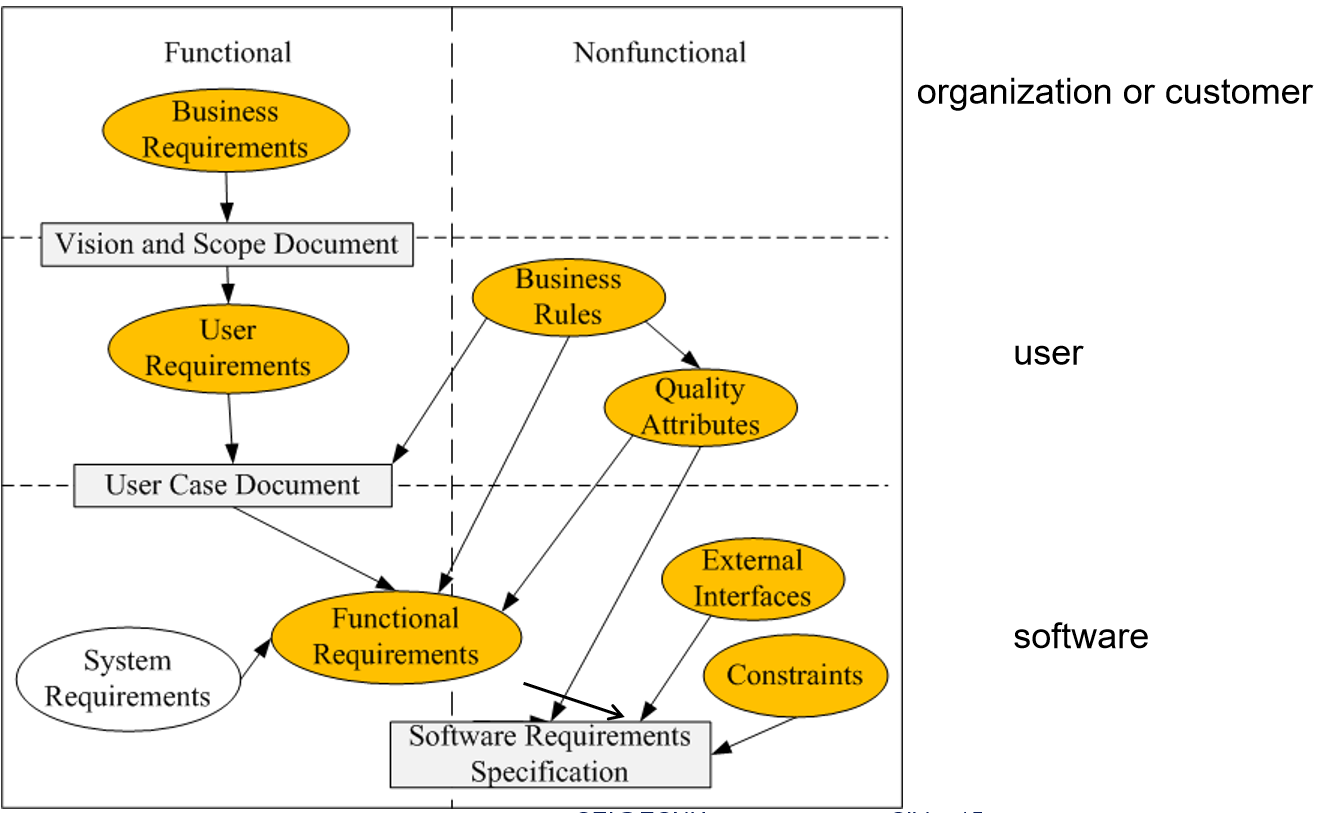 Functional
Nonfunctional
organization or customer
Business
Requirements
Vision and Scope Document
Business
Rules
User
Requirements
user
Quality
Attributes
User Case Document
External
Interfaces
Functional
Requirements
software
System
Requirements
Constraints
Software Requirements
Specification